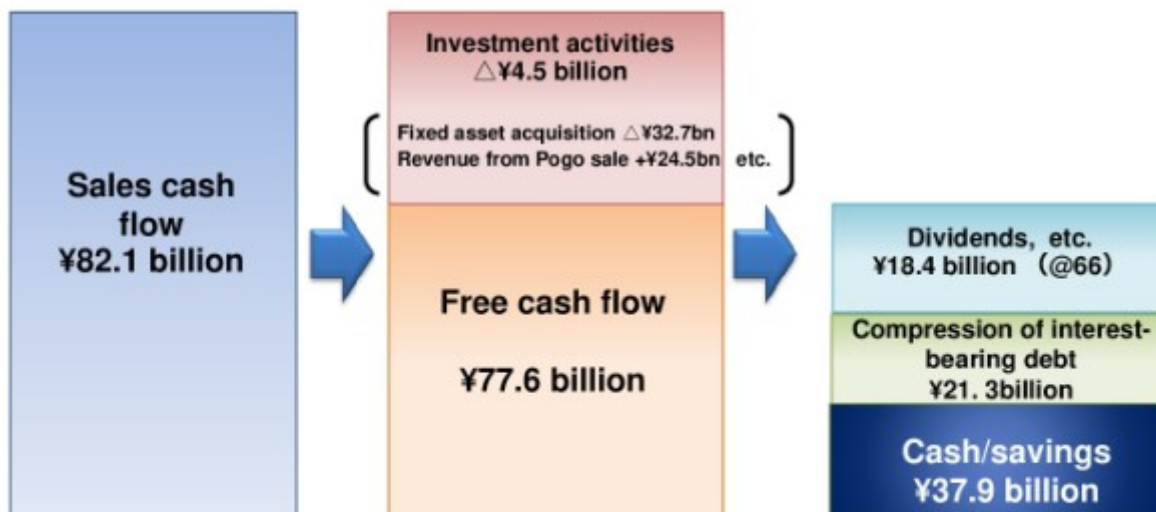 Sales cash
flow
¥82.1 billion
Investment activities
△¥4.5 billion
Fixed asset acquisition △¥32.7bn
Revenue from Pogo sale +¥24.5bn etc.
Free cash flow
¥77.6 billion
Dividends, etc.
¥18.4 billion (@66)
Compression of interest-
bearing debt
¥21. 3billion
Cash/savings
¥37.9 billion